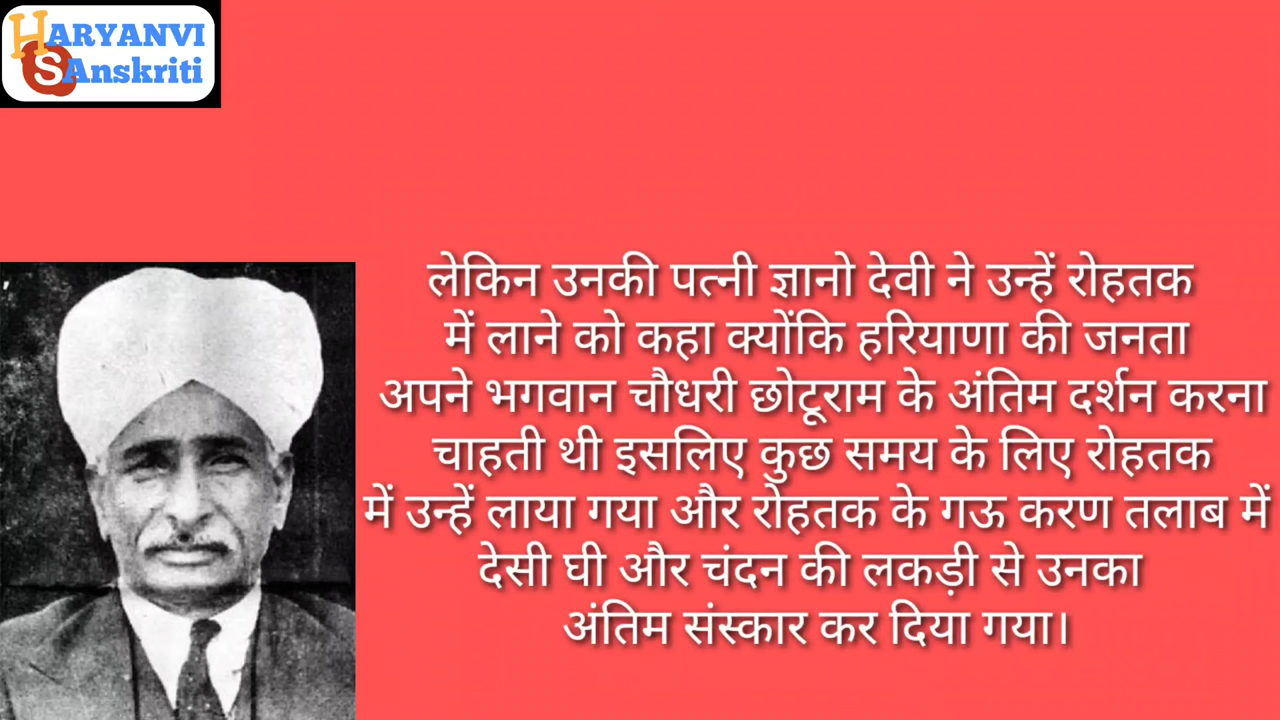 HARYANVI
SAnskriti
लेकिन उनकी पत्नी ज्ञानो देवी ने उन्हें रोहतक
में लाने को कहा क्योंकि हरियाणा की जनता
अपने भगवान चौधरी छोटूराम के अंतिम दर्शन करना
चाहती थी इसलिए कुछ समय के लिए रोहतक
में उन्हें लाया गया और रोहतक के गऊ करण तलाब में
देसी घी और चंदन की लकड़ी से उनका
अंतिम संस्कार कर दिया गया।